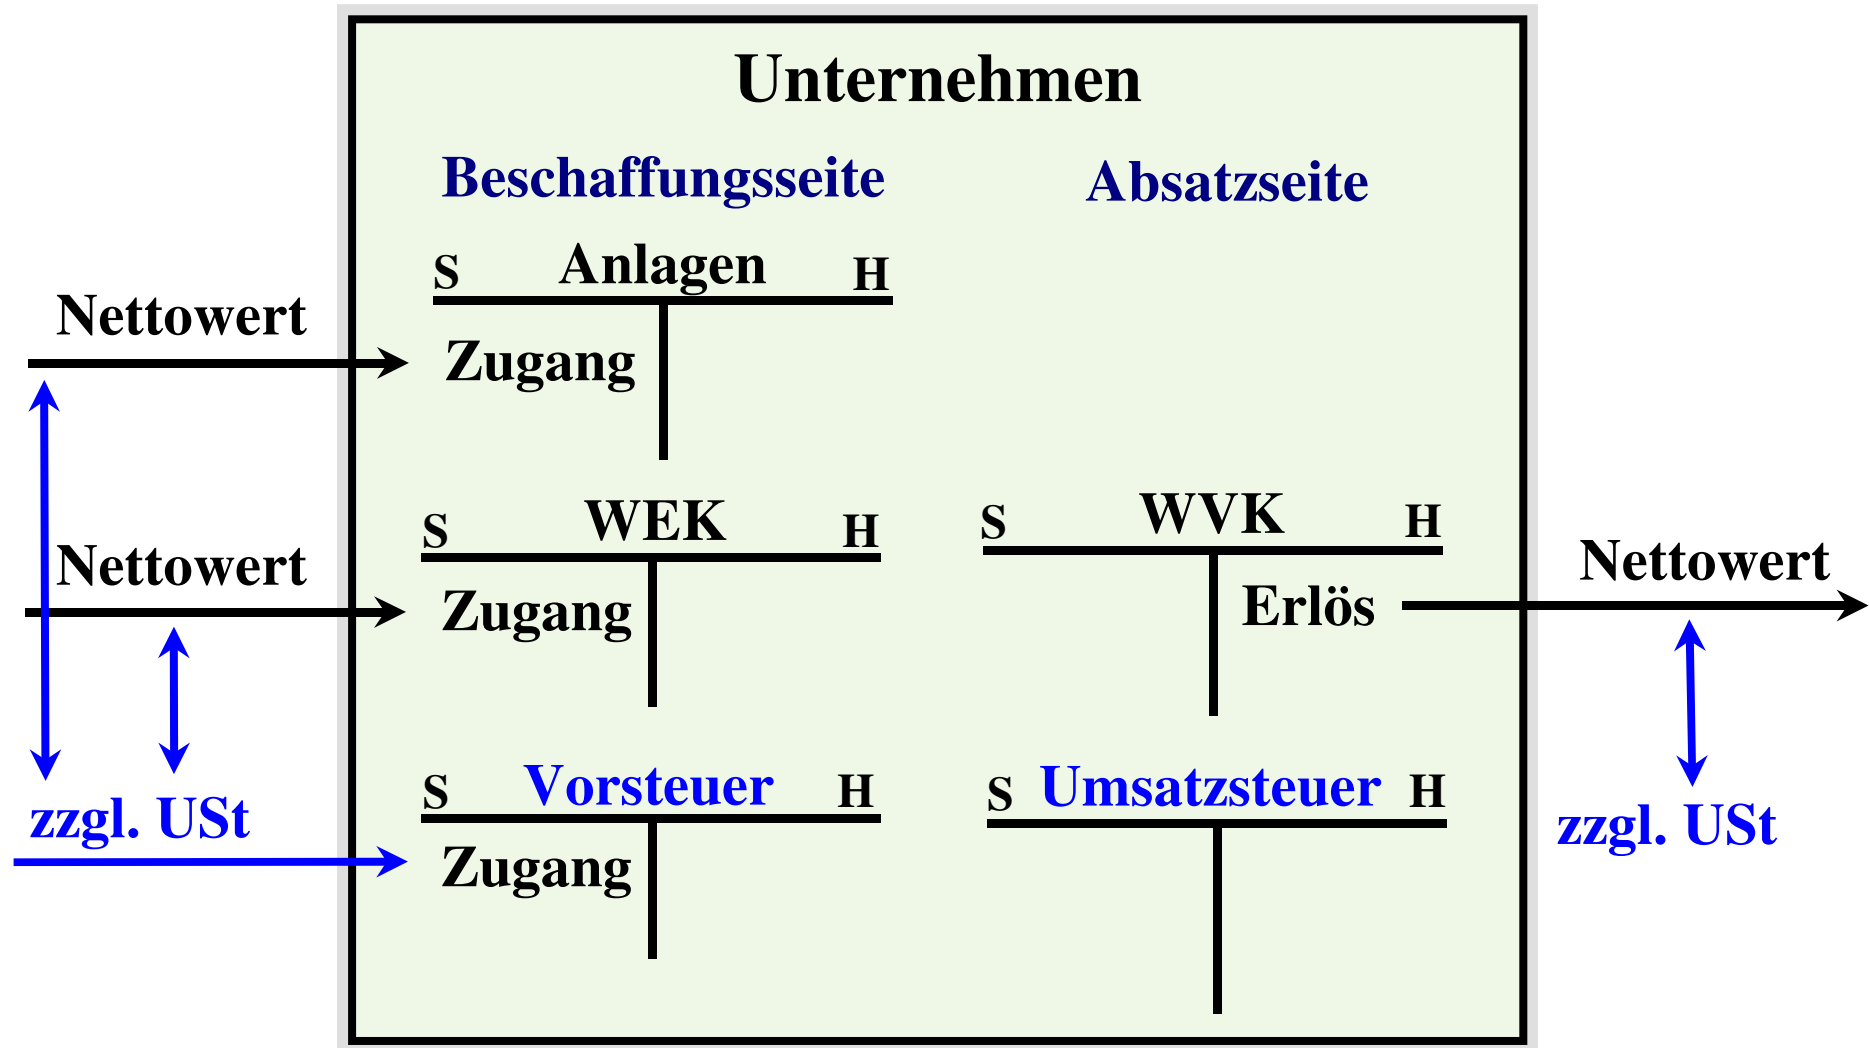 Unternehmen
Beschaffungsseite
Absatzseite
S Anlagen H
Nettowert
Zugang
S WEK H
S WVK H
Nettowert
Zugang
Erlös
Nettowert
S Vorsteuer H
S Umsatzsteuer H
zzgl. USt
Zugang
zzgl. USt